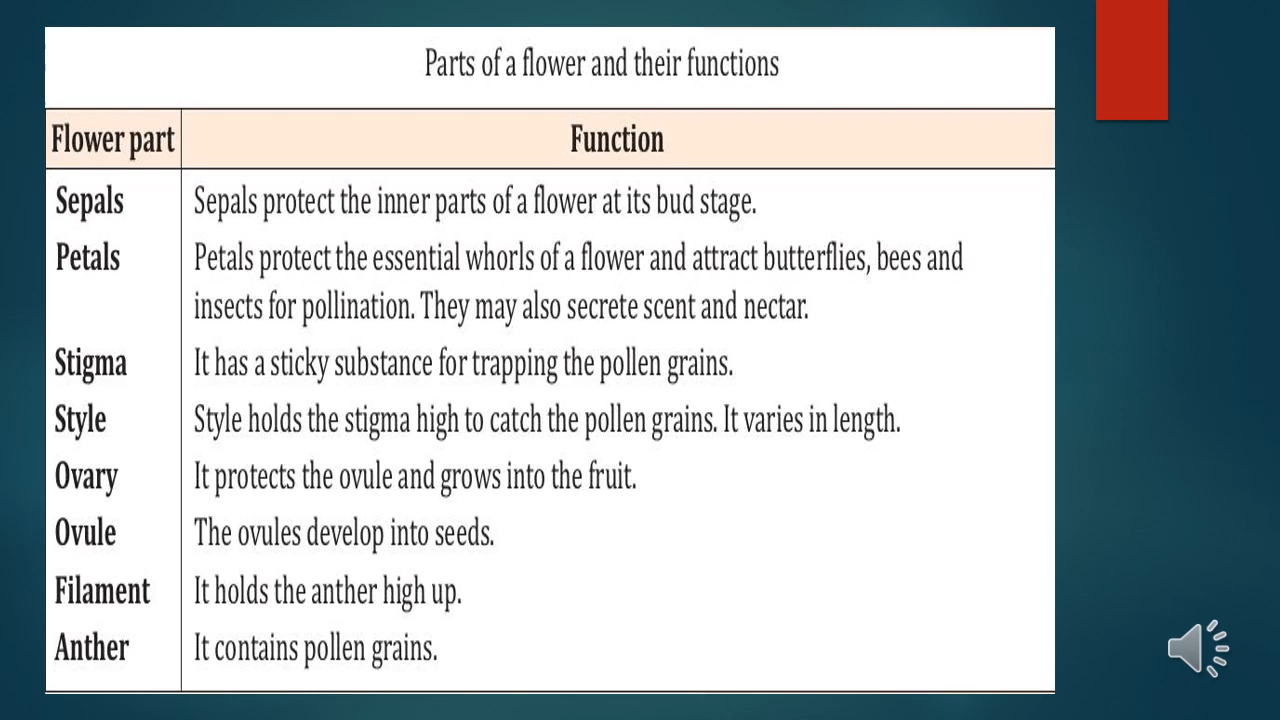 Parts of a flower and their functions
Flower part Function
Sepals Sepals protect the inner parts of a flower at its bud stage.
Petals Petals protect the essential whorls of a flower and attract butterflies, bees and
insects for pollination. They may also secrete scent and nectar.
Stigma It has a sticky substance for trapping the pollen grains.
Style Style holds the stigma high to catch the pollen grains. It varies in length.
Ovary It protects the ovule and grows into the fruit.
Ovule The ovules develop into seeds.
Filament It holds the anther high up.
Anther It contains pollen grains.